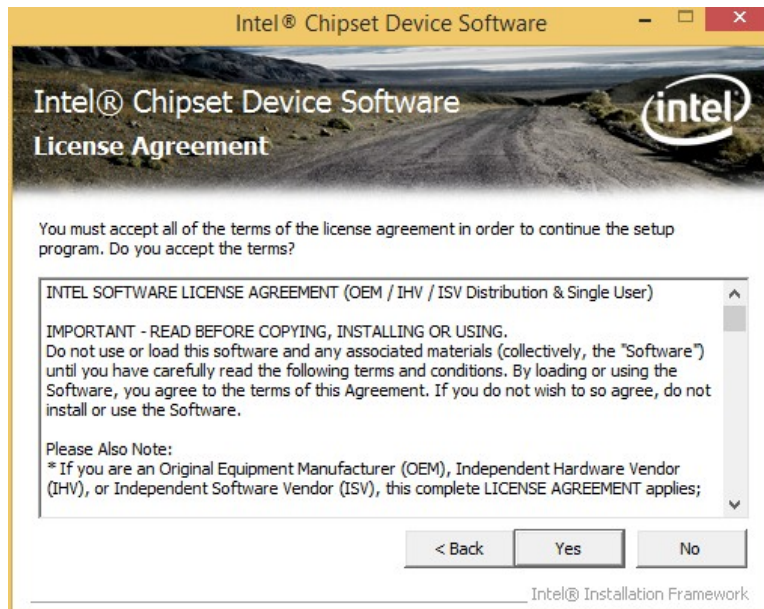 Intel® Chipset Device Software
Intel® Chipset Device Software
intel
License Agreement
You must accept all of the terms of the license agreement in order to continue the setup
program. Do you accept the terms?
INTEL SOFTWARE LICENSE AGREEMENT (OEM / IHV / ISV Distribution & Single User)
IMPORTANT - READ BEFORE COPYING, INSTALLING OR USING.
Do not use or load this software and any associated materials (collectively, the "Software")
until you have carefully read the following terms and conditions. By loading or using the
Software, you agree to the terms of this Agreement. If you do not wish to so agree, do not
install or use the Software.
Please Also Note:
* If you are an Original Equipment Manufacturer (OEM), Independent Hardware Vendor
(IHV), or Independent Software Vendor (ISV), this complete LICENSE AGREEMENT applies;
< Back Yes No
Intel® Installation Framework